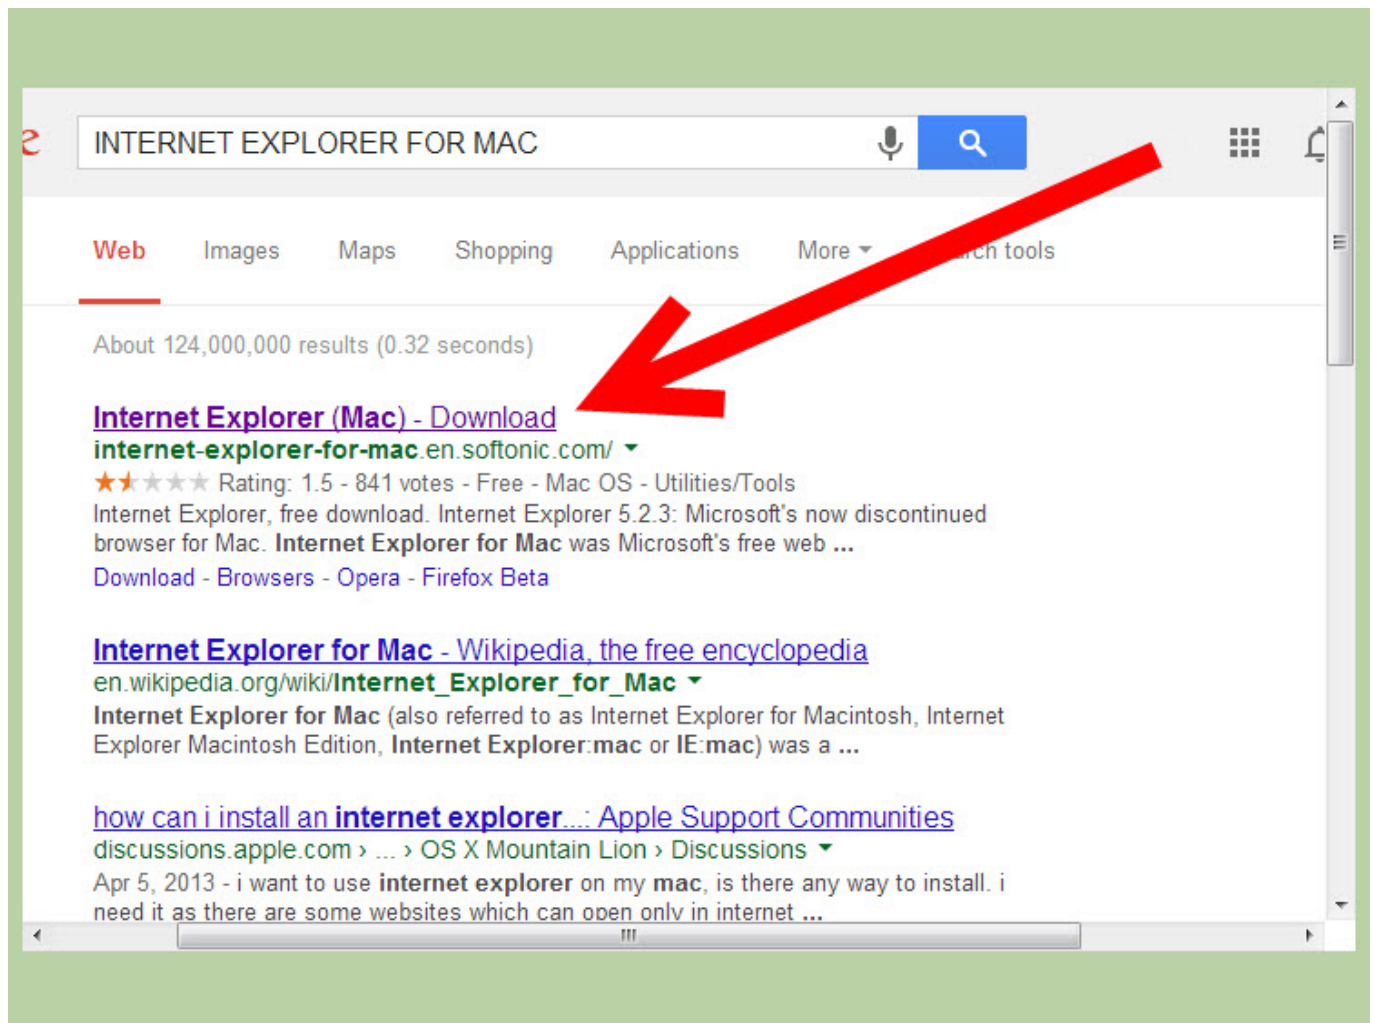 e INTERNET EXPLORER FOR MAC
Web Images Maps Shopping Applications More tools
About 124,000,000 results (0.32 seconds)
Internet Explorer (Mac) - Download
internet-explorer-for-mac.en.softonic.com/
Rating: 1.5 - 841 votes - Free - Mac OS - Utilities/Tools
Internet Explorer, free download. Internet Explorer 5.2.3: Microsoft's now discontinued
browser for Mac. Internet Explorer for Mac was Microsoft's free web ...
Download - Browsers - Opera - Firefox Beta
Internet Explorer for Mac - Wikipedia, the free encyclopedia
en.wikipedia.org/wiki/Internet_Explorer_for_Mac
Internet Explorer for Mac (also referred to as Internet Explorer for Macintosh, Internet
Explorer Macintosh Edition, Internet Explorer:mac or IE:mac) was a ...
how can i install an internet explorer...: Apple Support Communities
discussions.apple.com › ... › OS X Mountain Lion › Discussions
Apr 5, 2013 - i want to use internet explorer on my mac, is there any way to install. i
need it as there are some websites which can open only in internet ...